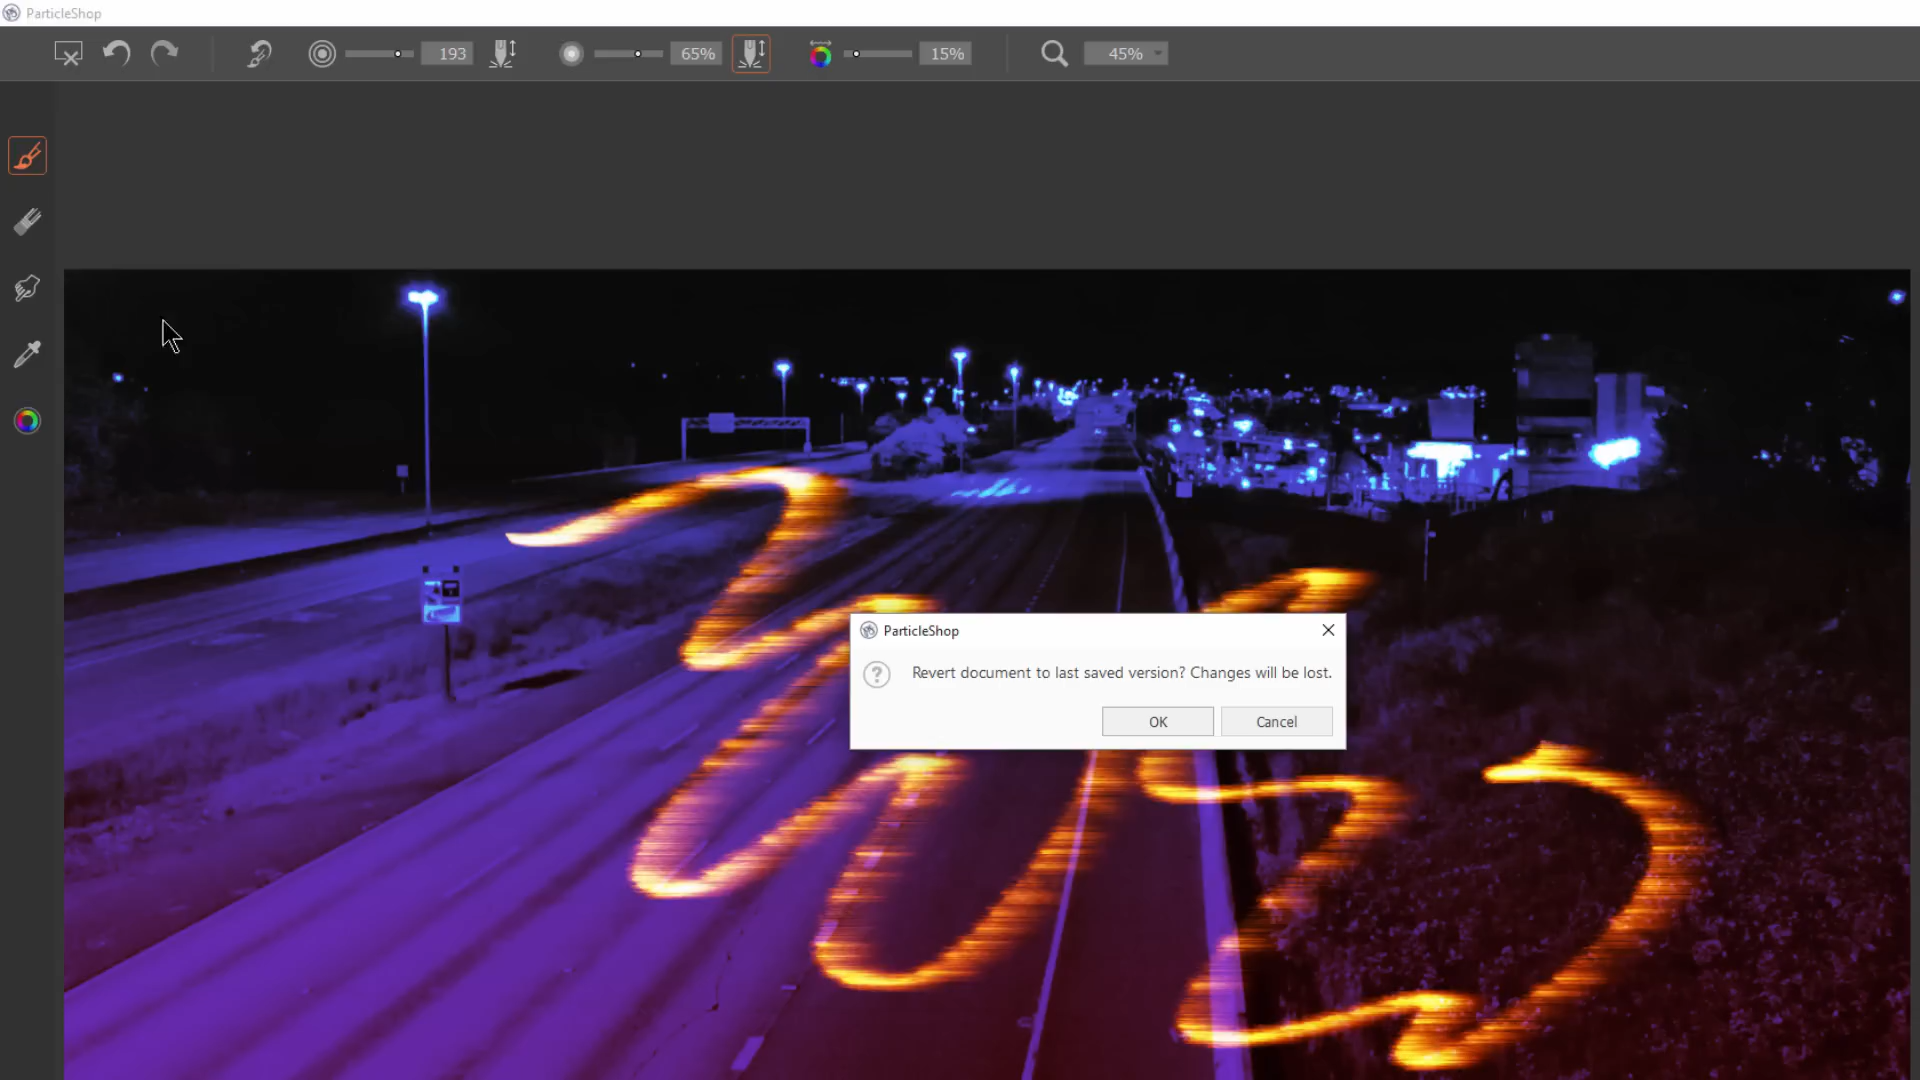 ParticleShop
193
65%
15%
45%
ParticleShop
Revert document to last saved version? Changes will be lost.
OK
Cancel